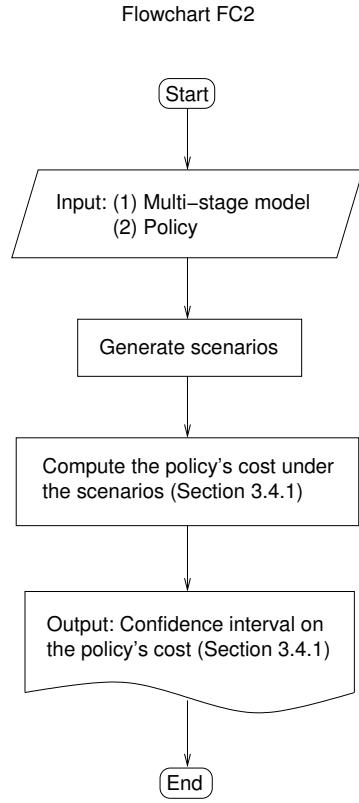 Flowchart FC2
Start
Input: (1) Multi−stage model
(2) Policy
Generate scenarios
Compute the policy's cost under
the scenarios (Section 3.4.1)
Output: Confidence interval on
the policy's cost (Section 3.4.1)
End